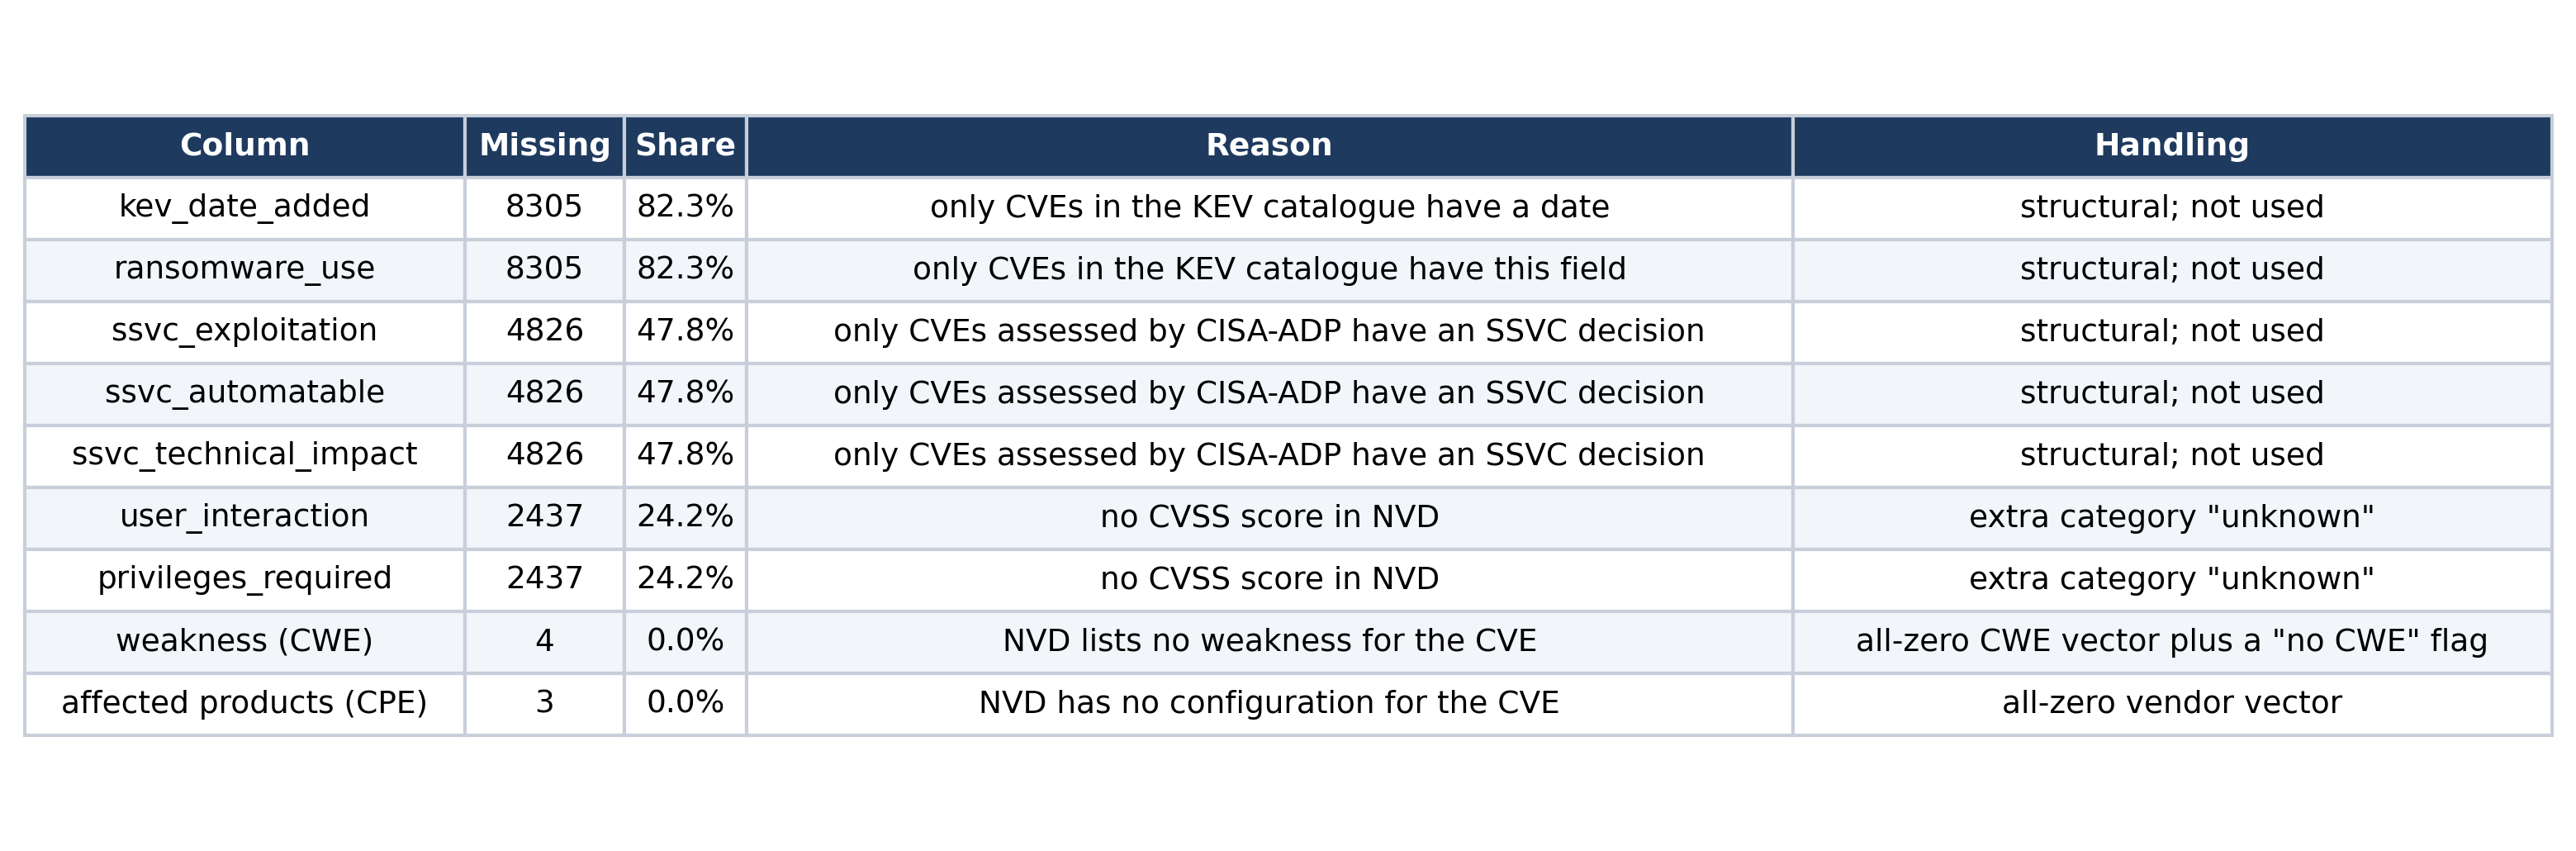 Column Missing Share Reason Handling
kev_date_added 8305 82.3% only CVEs in the KEV catalogue have a date structural; not used
ransomware_use 8305 82.3% only CVEs in the KEV catalogue have this field structural; not used
ssvc_exploitation 4826 47.8% only CVEs assessed by CISA-ADP have an SSVC decision structural; not used
ssvc_automatable 4826 47.8% only CVEs assessed by CISA-ADP have an SSVC decision structural; not used
ssvc_technical_impact 4826 47.8% only CVEs assessed by CISA-ADP have an SSVC decision structural; not used
user_interaction 2437 24.2% no CVSS score in NVD extra category "unknown"
privileges_required 2437 24.2% no CVSS score in NVD extra category "unknown"
weakness (CWE) 4 0.0% NVD lists no weakness for the CVE all-zero CWE vector plus a "no CWE" flag
affected products (CPE) 3 0.0% NVD has no configuration for the CVE all-zero vendor vector